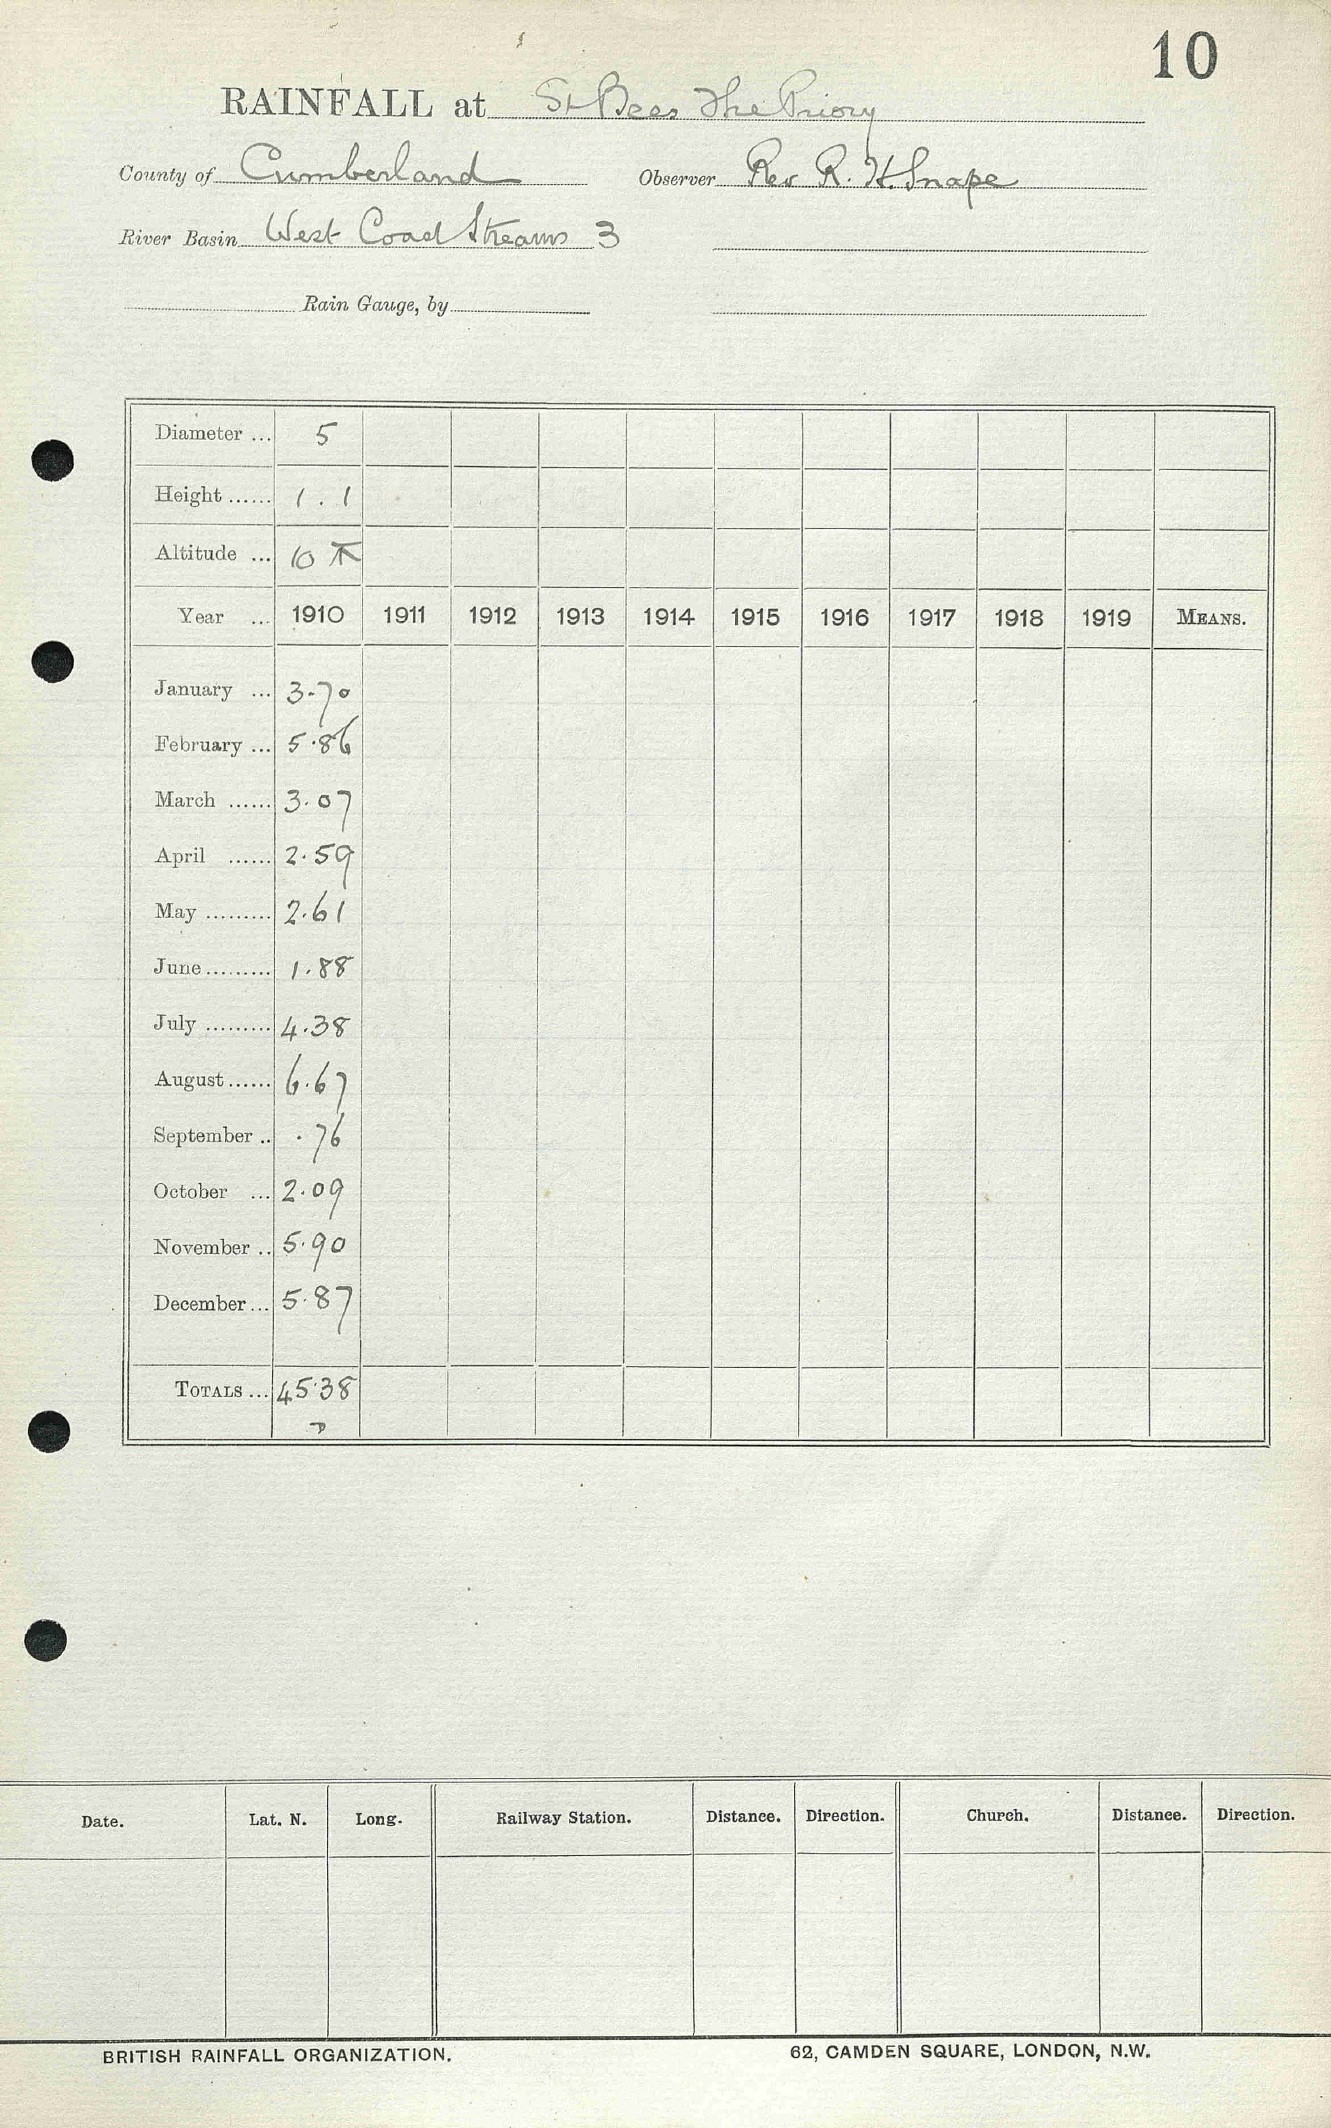 10
RAINFALL at St Bees The Priory
County of Cumberland Observer Rev R. H. Snape
River Basin West Coast Streams 3
Rain Gauge, by
Diameter ... 5
Height ...... 1.1
Altitude ... 10
Year ... 1910 1911 1912 1913 1914 1915 1916 1917 1918 1919 MEANS.
January ... 3.70
February ... 5.86
March ...... 3.07
April ...... 2.59
May ......... 2.61
June ......... 1.88
July ......... 4.38
August ...... 6.67
September .. .76
October ... 2.09
November .. 5.90
December ... 5.87
TOTALS ... 45.38
Date. Lat. N. Long. Railway Station. Distance. Direction. Church. Distance. Direction.
BRITISH RAINFALL ORGANIZATION. 62, CAMDEN SQUARE, LONDON, N.W.